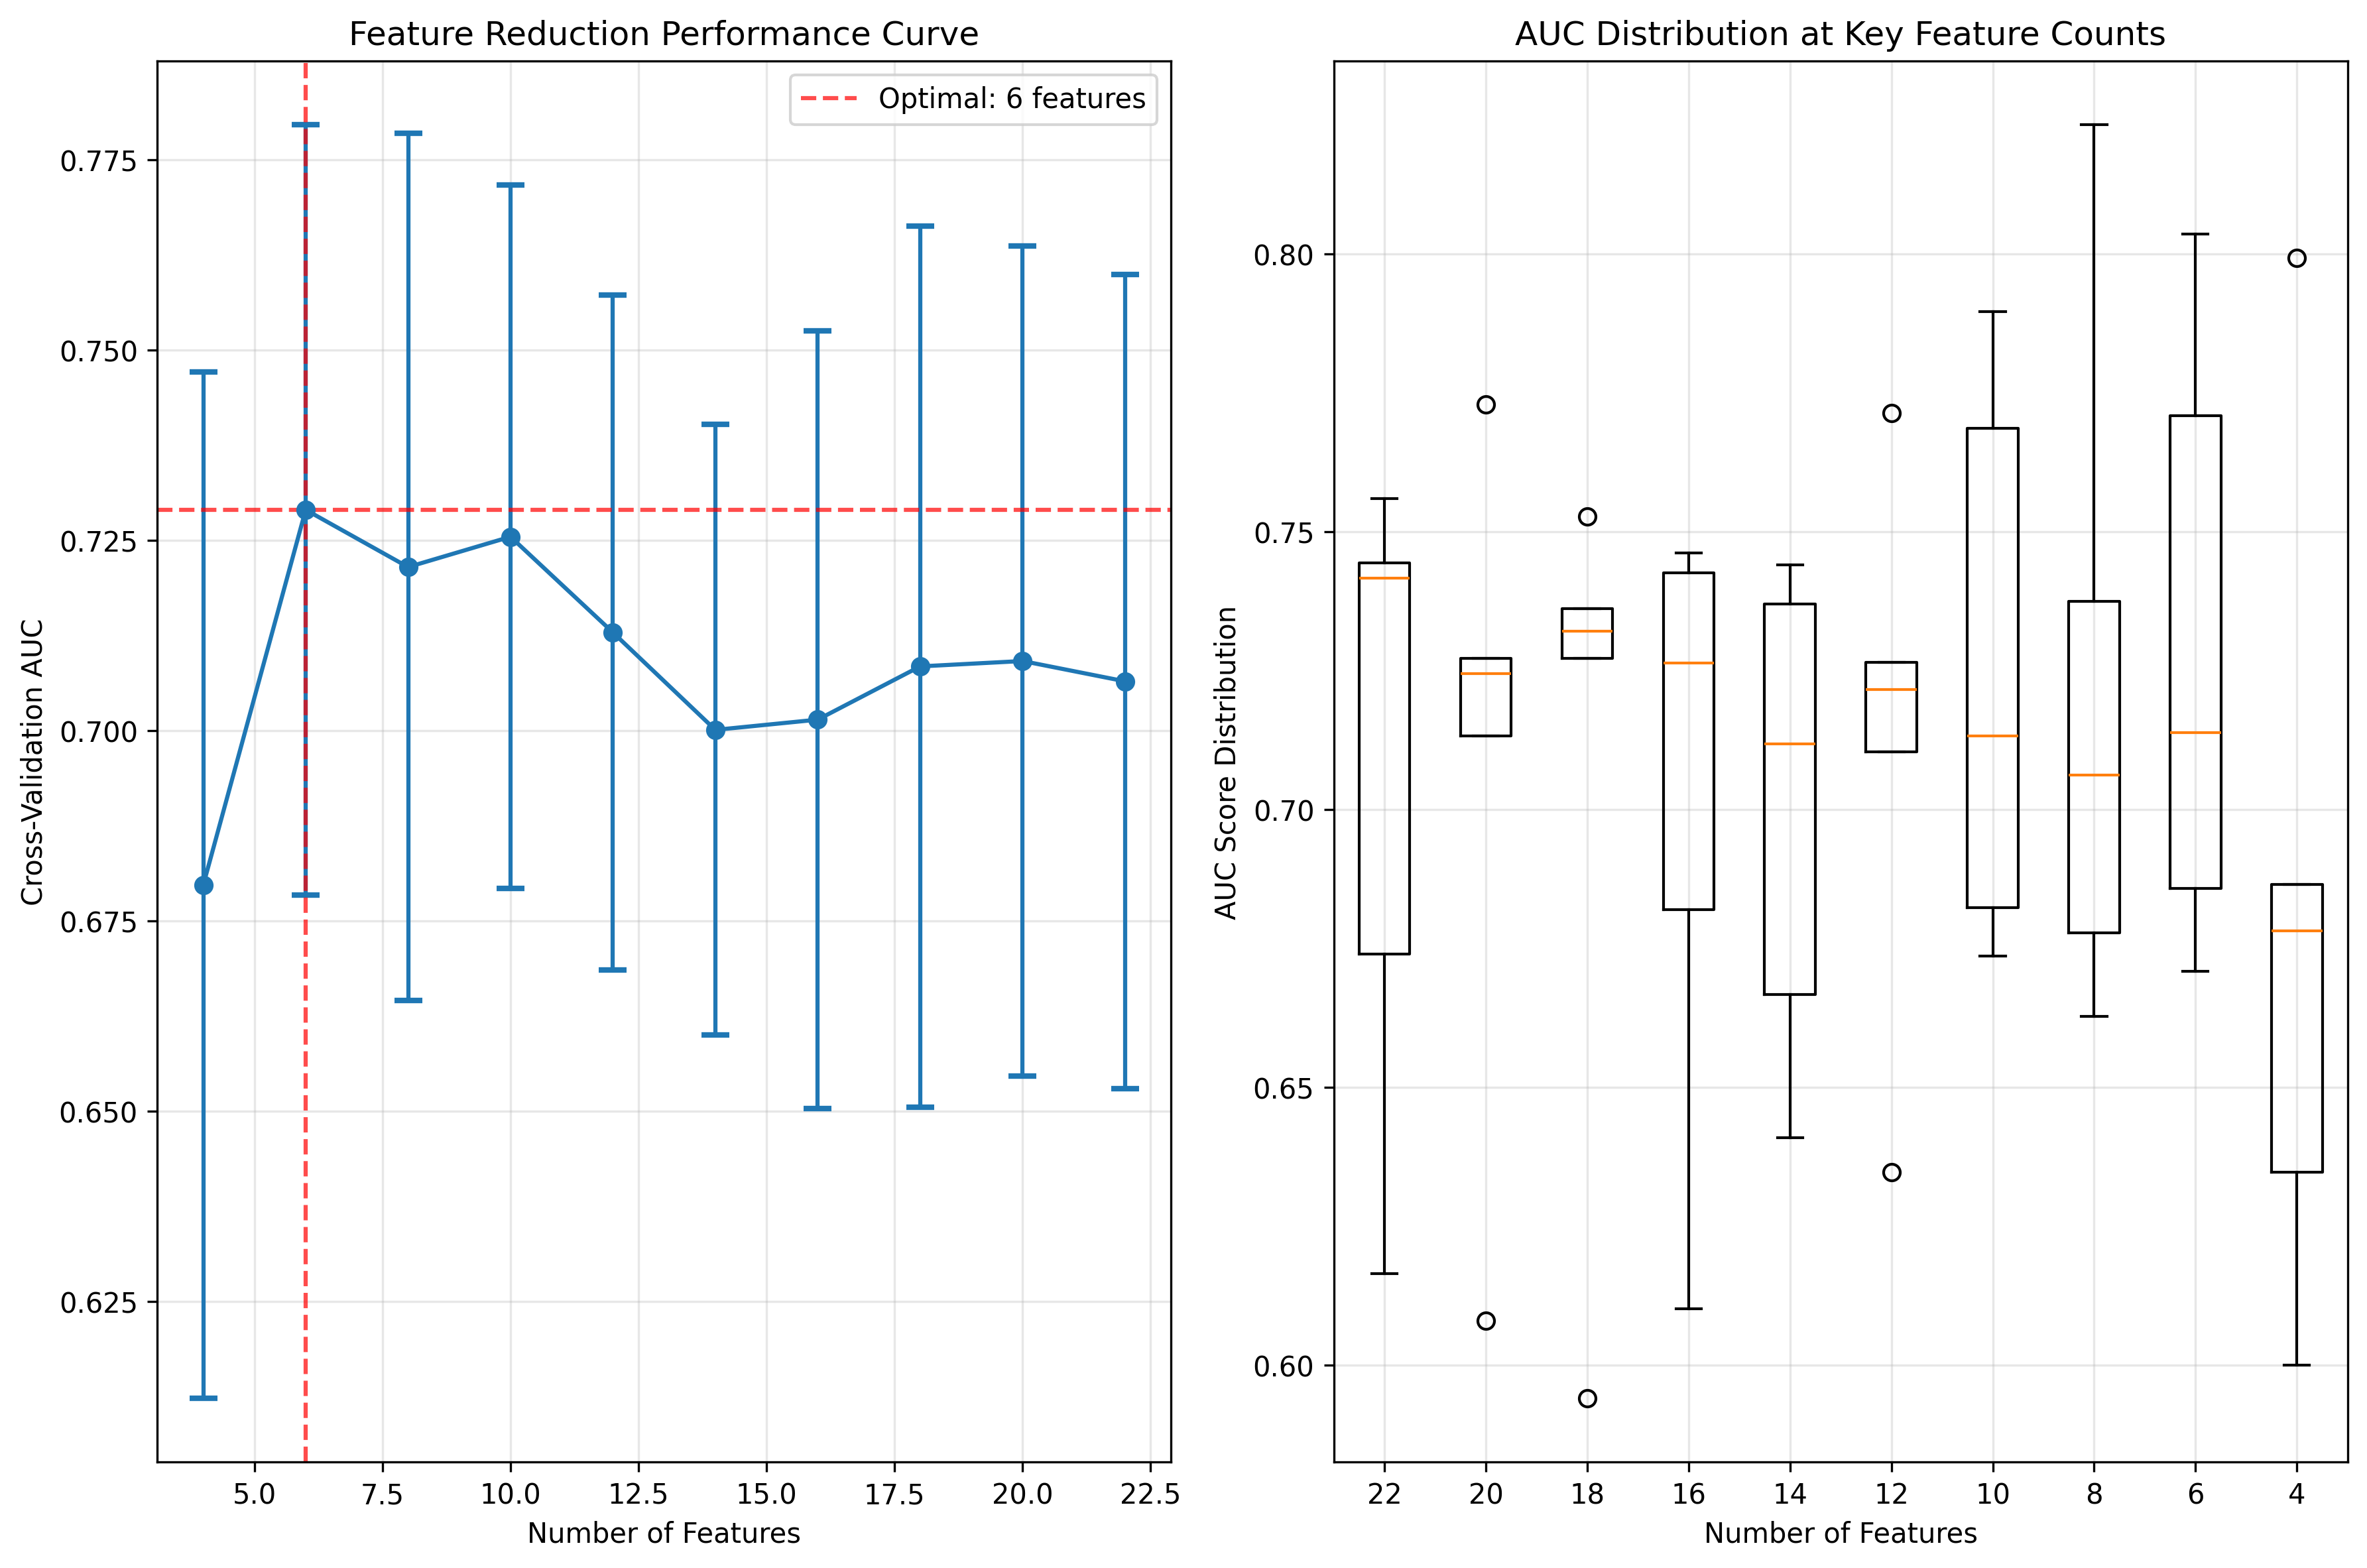 Feature Reduction Performance Curve
Optimal: 6 features
Cross-Validation AUC
0.775
0.750
0.725
0.700
0.675
0.650
0.625
5.0 7.5 10.0 12.5 15.0 17.5 20.0 22.5
Number of Features
AUC Distribution at Key Feature Counts
AUC Score Distribution
0.80
0.75
0.70
0.65
0.60
22 20 18 16 14 12 10 8 6 4
Number of Features